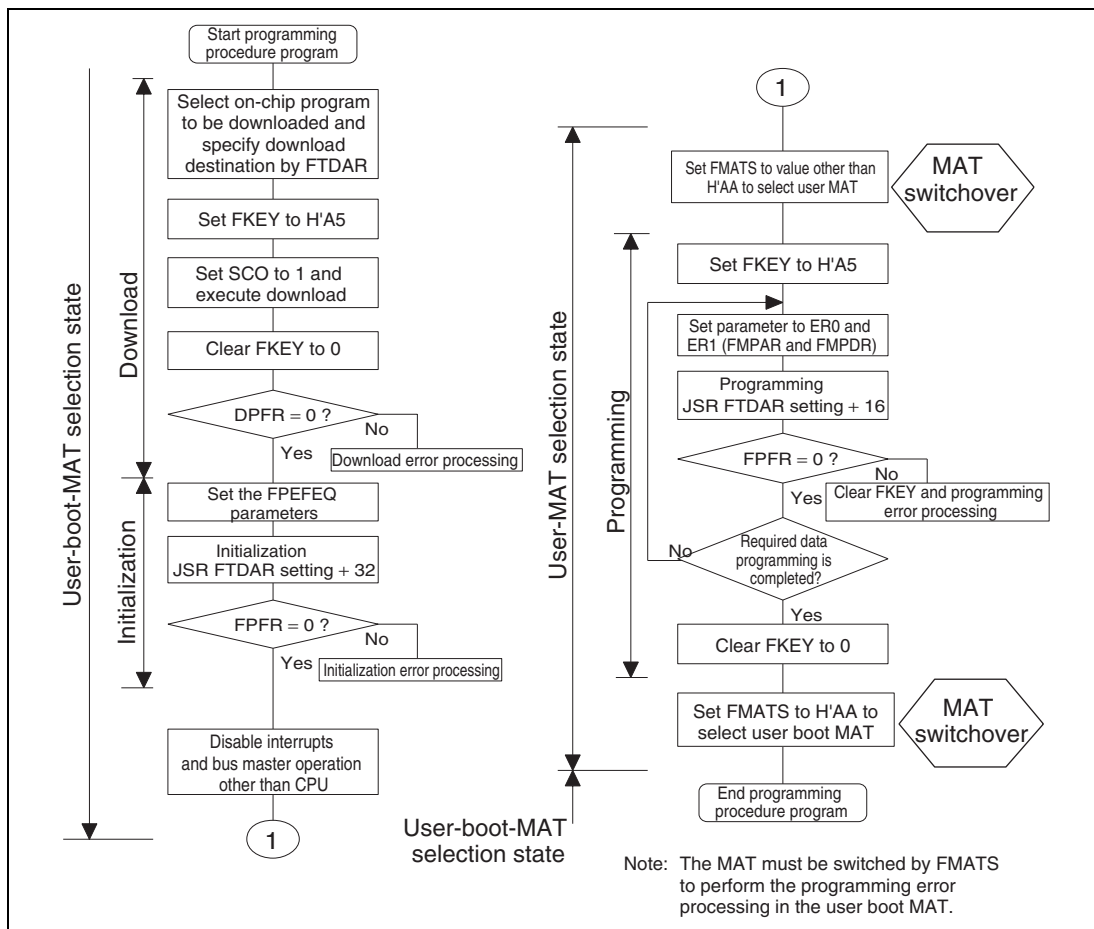 Start programming
procedure program
Select on-chip program
to be downloaded and
specify download
destination by FTDAR
Set FKEY to H'A5
Set SCO to 1 and
execute download
Clear FKEY to 0
DPFR = 0 ?
No
Yes
Download error processing
Set the FPEFEQ
parameters
Initialization
JSR FTDAR setting + 32
FPFR = 0 ?
No
Yes
Initialization error processing
Disable interrupts
and bus master operation
other than CPU
1
User-boot-MAT selection state
Download
Initialization
1
Set FMATS to value other than
H'AA to select user MAT
MAT
switchover
Set FKEY to H'A5
Set parameter to ER0 and
ER1 (FMPAR and FMPDR)
Programming
JSR FTDAR setting + 16
FPFR = 0 ?
No
Yes
Clear FKEY and programming
error processing
Required data
programming is
completed?
No
Yes
Clear FKEY to 0
Set FMATS to H'AA to
select user boot MAT
MAT
switchover
End programming
procedure program
User-MAT selection state
Programming
User-boot-MAT
selection state
Note: The MAT must be switched by FMATS
to perform the programming error
processing in the user boot MAT.